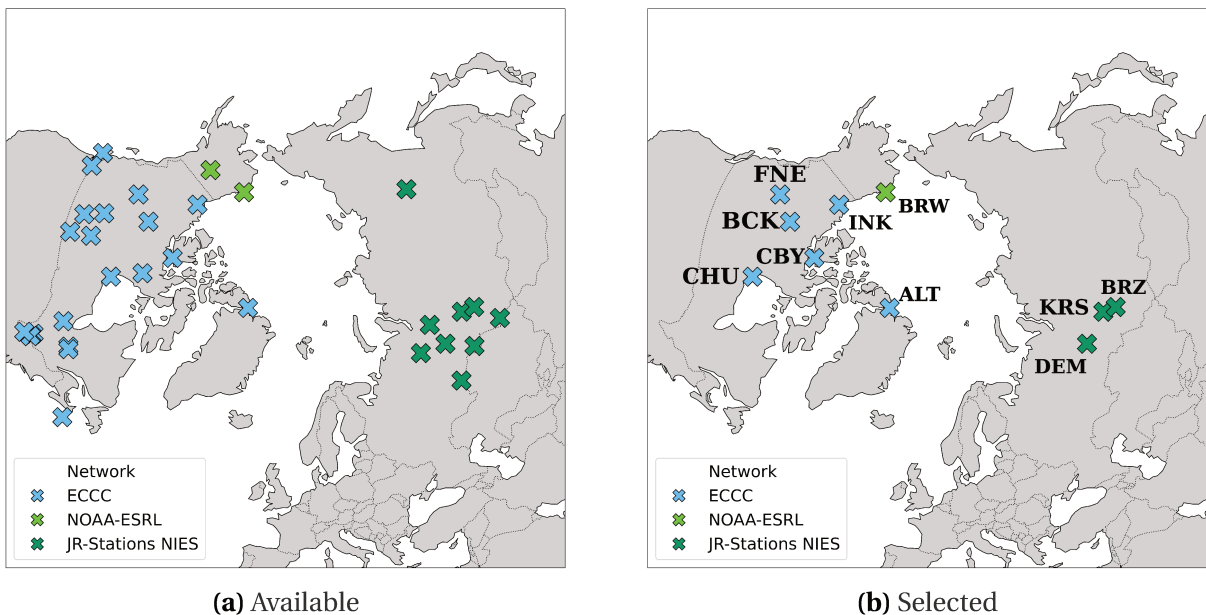 Network
ECCC
NOAA-ESRL
JR-Stations NIES
(a) Available
FNE
BCK
BRW
INK
CBY
CHU
ALT
BRZ
KRS
DEM
Network
ECCC
NOAA-ESRL
JR-Stations NIES
(b) Selected